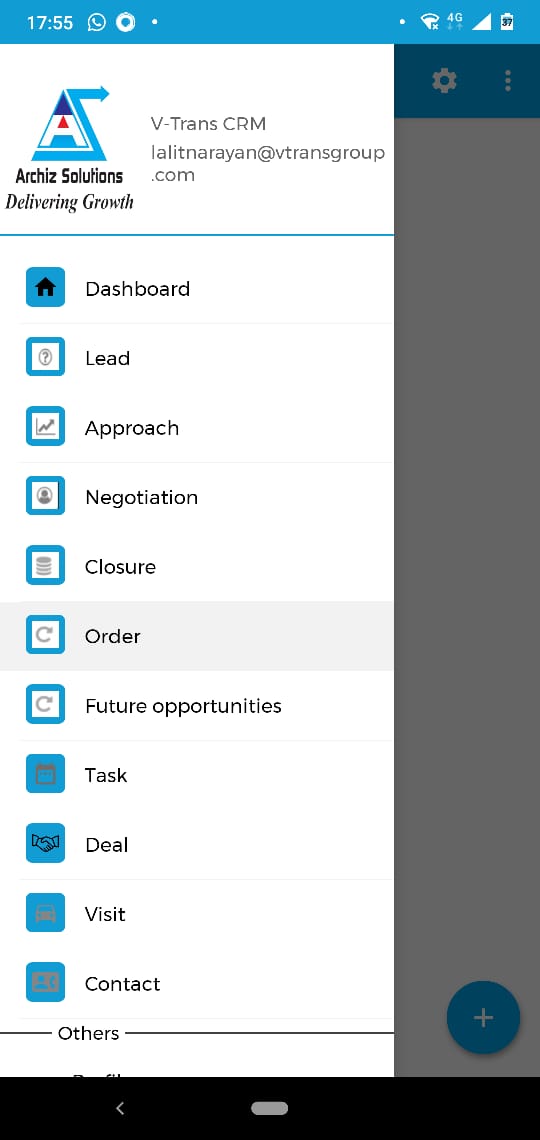 17:55
4G
37
V-Trans CRM
lalitnarayan@vtransgroup
.com
Archiz Solutions
Delivering Growth
Dashboard
Lead
Approach
Negotiation
Closure
Order
Future opportunities
Task
Deal
Visit
Contact
Others